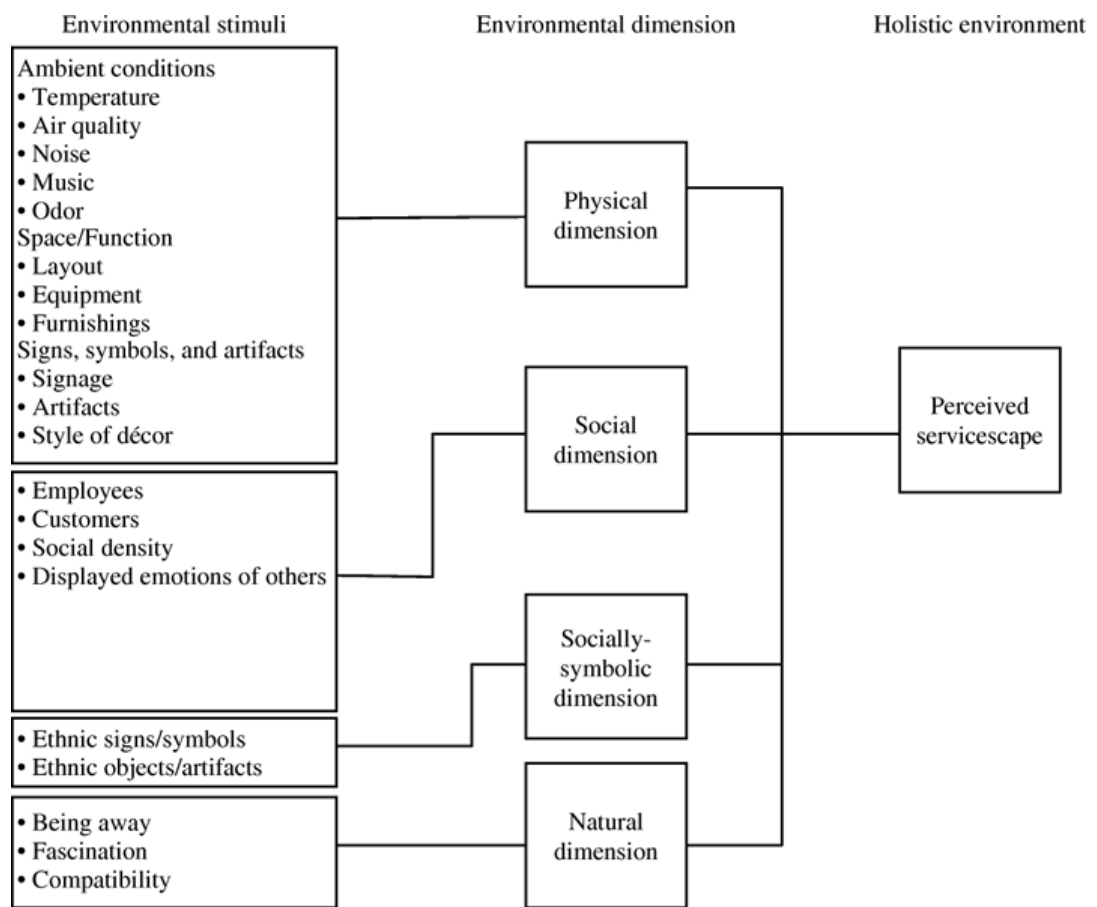 Environmental stimuli
Environmental dimension
Holistic environment
Ambient conditions
• Temperature
• Air quality
• Noise
• Music
• Odor
Space/Function
• Layout
• Equipment
• Furnishings
Signs, symbols, and artifacts
• Signage
• Artifacts
• Style of décor
• Employees
• Customers
• Social density
• Displayed emotions of others
• Ethnic signs/symbols
• Ethnic objects/artifacts
• Being away
• Fascination
• Compatibility
Physical
dimension
Social
dimension
Socially-
symbolic
dimension
Natural
dimension
Perceived
servicescape